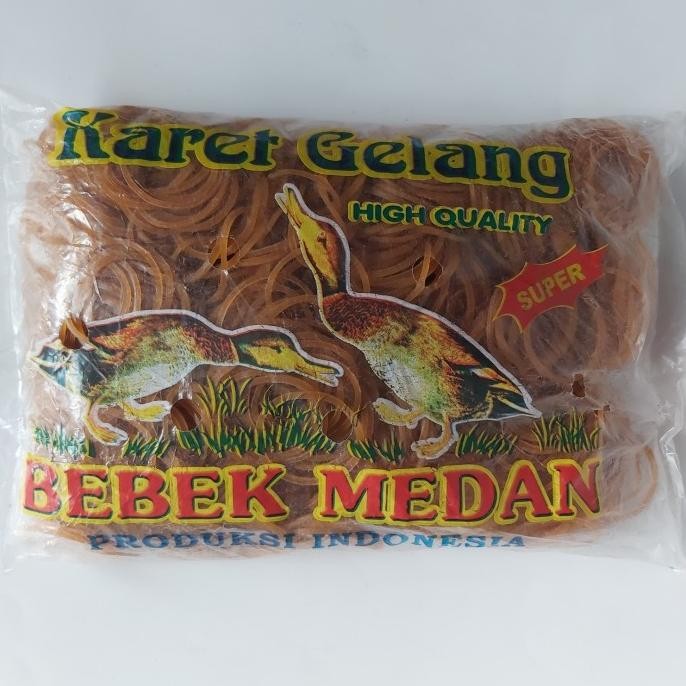 Karet Gelang
HIGH QUALITY
SUPER
BEBEK MEDAN
PRODUKSI INDONESIA